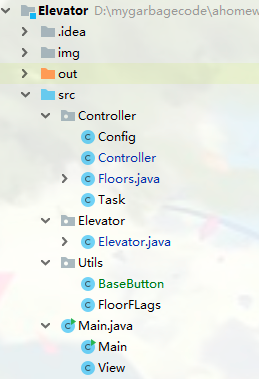 Elevator D:\mygarbagecode\ahomew
.idea
img
out
src
Controller
Config
Controller
Floors.java
Task
Elevator
Elevator.java
Utils
BaseButton
FloorFLags
Main.java
Main
View